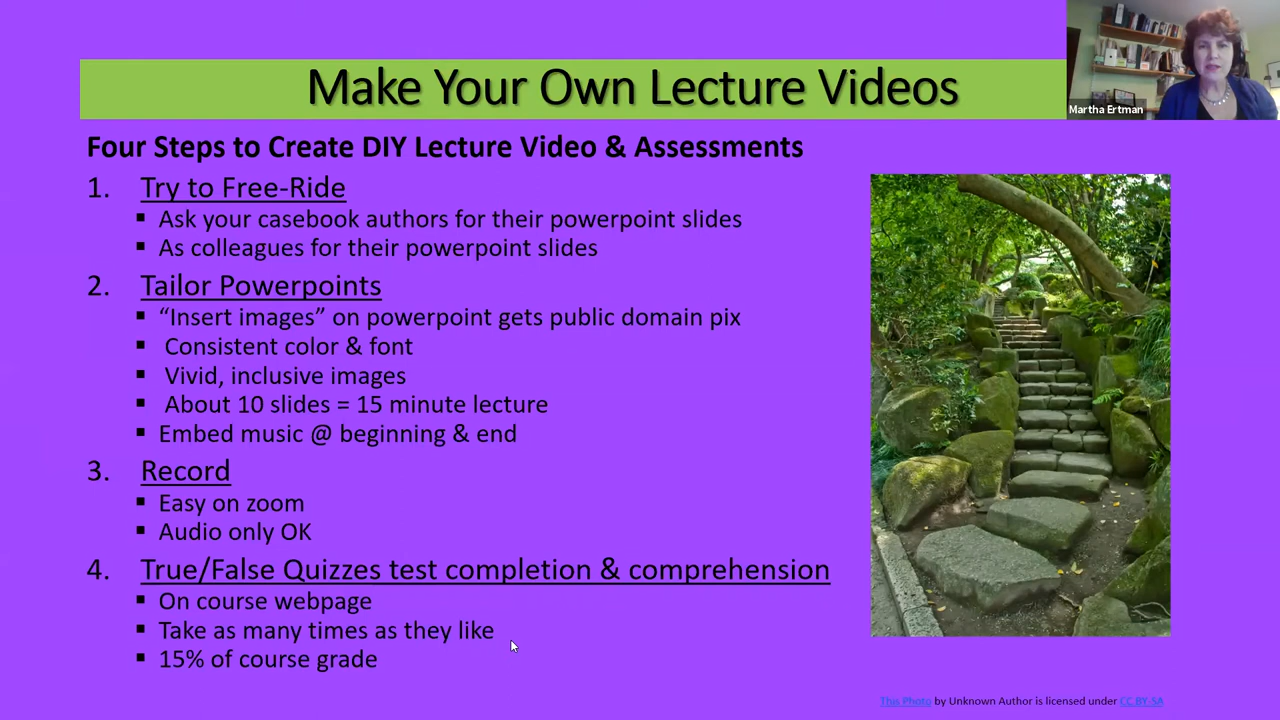 Make Your Own Lecture Videos
Martha Ertman
Four Steps to Create DIY Lecture Video & Assessments
1. Try to Free-Ride
▪ Ask your casebook authors for their powerpoint slides
▪ As colleagues for their powerpoint slides
2. Tailor Powerpoints
▪ “Insert images” on powerpoint gets public domain pix
▪ Consistent color & font
▪ Vivid, inclusive images
▪ About 10 slides = 15 minute lecture
▪ Embed music @ beginning & end
3. Record
▪ Easy on zoom
▪ Audio only OK
4. True/False Quizzes test completion & comprehension
▪ On course webpage
▪ Take as many times as they like
▪ 15% of course grade
This Photo by Unknown Author is licensed under CC BY-SA